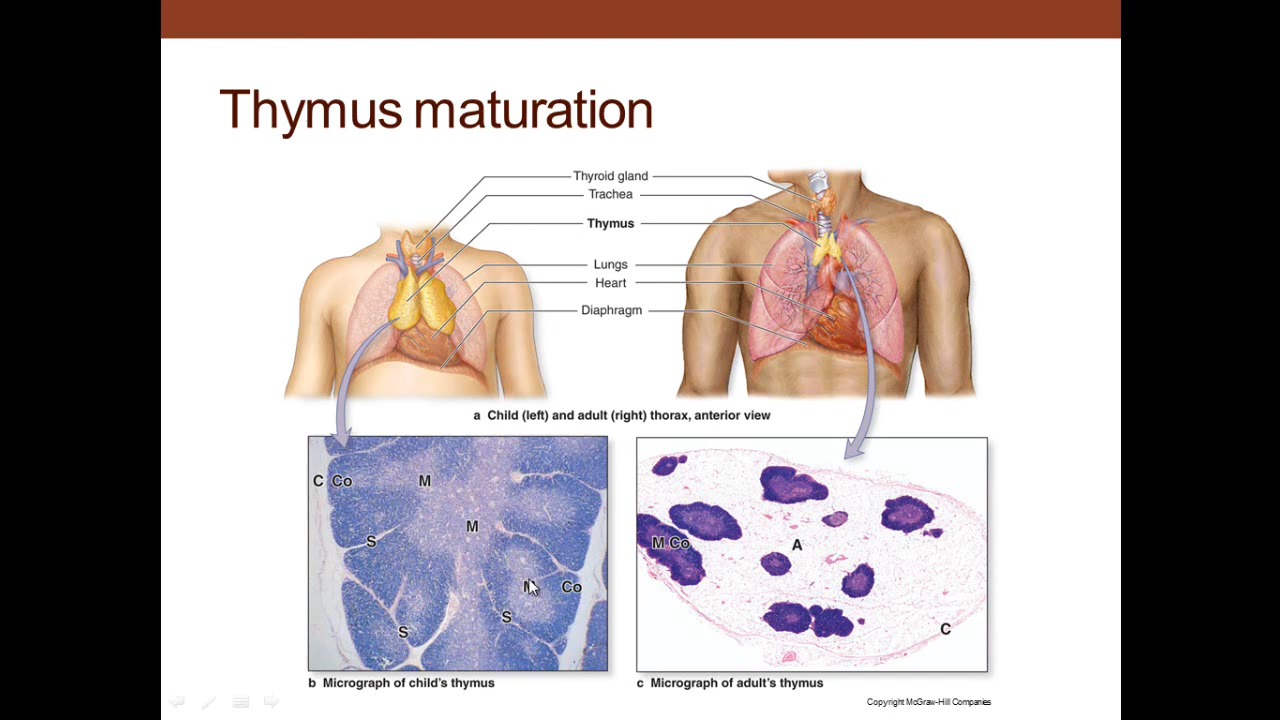 Thymus maturation
Thyroid gland
Trachea
Thymus
Lungs
Heart
Diaphragm
a Child (left) and adult (right) thorax, anterior view
C Co M
M
S
Co
S
S
M Co
A
C
b Micrograph of child's thymus
c Micrograph of adult's thymus
Copyright McGraw-Hill Companies